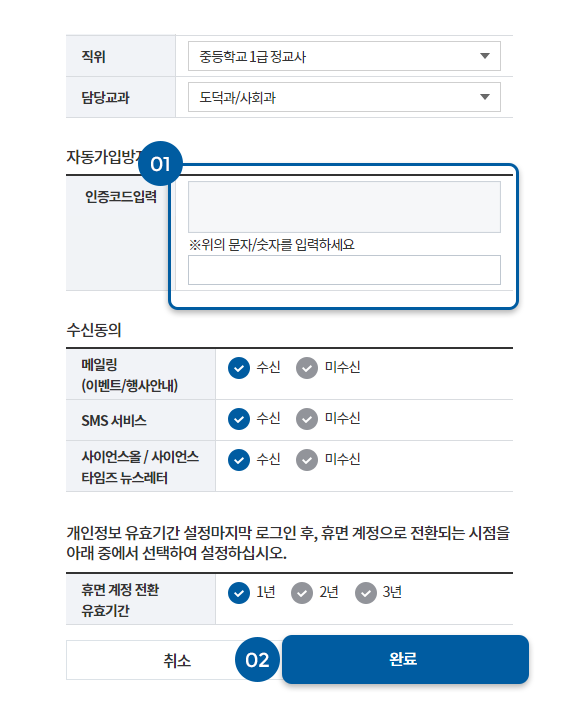 직위
중등학교 1급 정교사
담당교과
도덕과/사회과
자동가입방지
01
인증코드입력
※위의 문자/숫자를 입력하세요
수신동의
메일링
(이벤트/행사안내)
수신 미수신
SMS 서비스
수신 미수신
사이언스올 / 사이언스
타임즈 뉴스레터
수신 미수신
개인정보 유효기간 설정마지막 로그인 후, 휴면 계정으로 전환되는 시점을
아래 중에서 선택하여 설정하십시오.
휴면 계정 전환
유효기간
1년 2년 3년
취소
02
완료